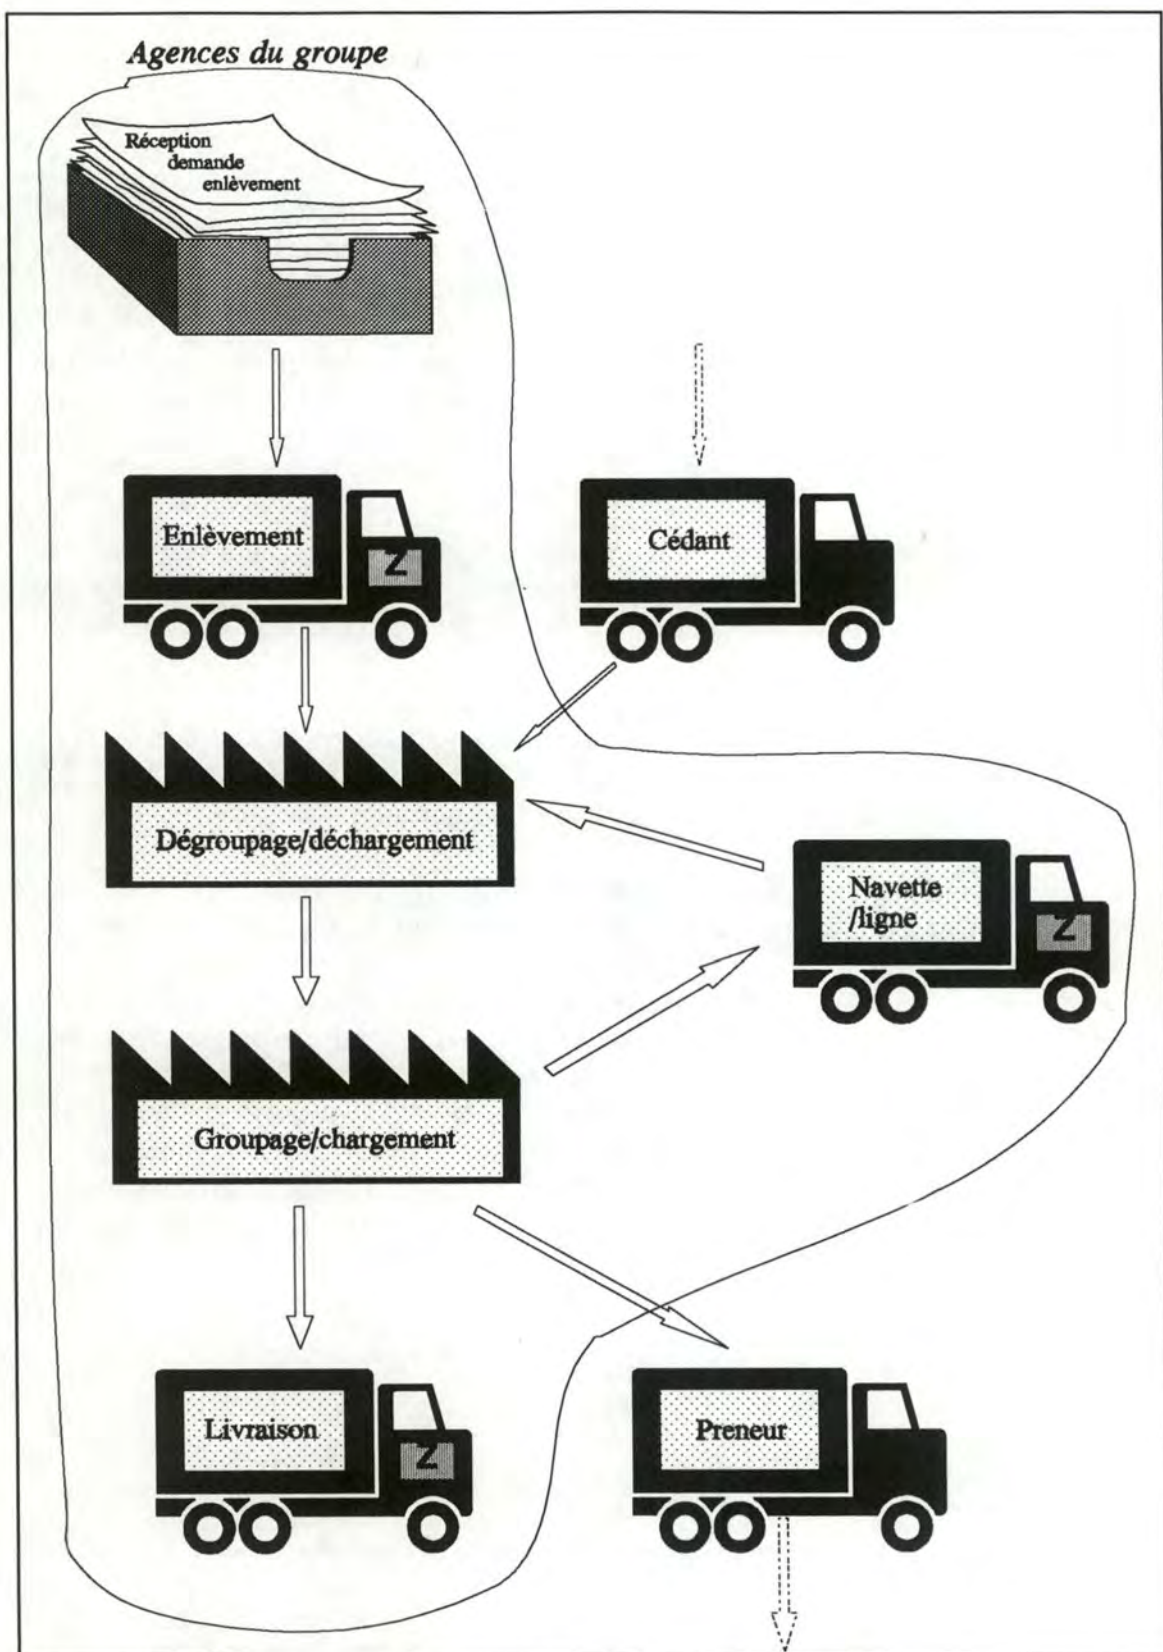 Agences du groupe
Réception
demande
enlèvement
Enlèvement
Z
Cédant
Dégroupage/déchargement
Navette
/ligne
Z
Groupage/chargement
Livraison
Z
Preneur